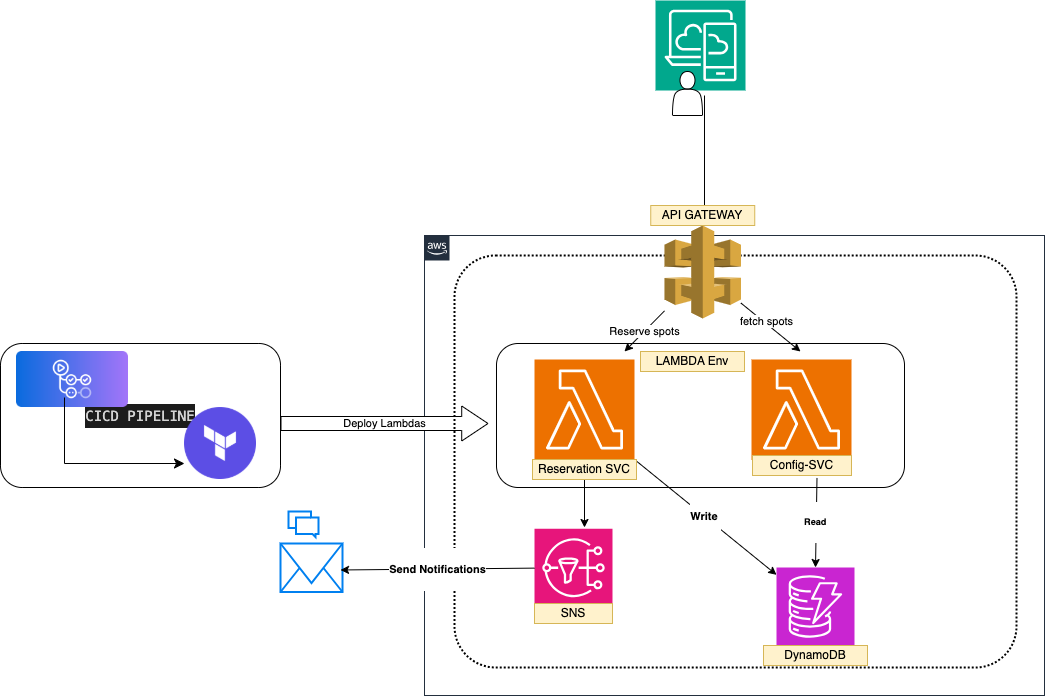 API GATEWAY
aws
Reserve spots
fetch spots
LAMBDA Env
CICD PIPELINE
Deploy Lambdas
Reservation SVC
Config-SVC
Write
Read
Send Notifications
SNS
DynamoDB